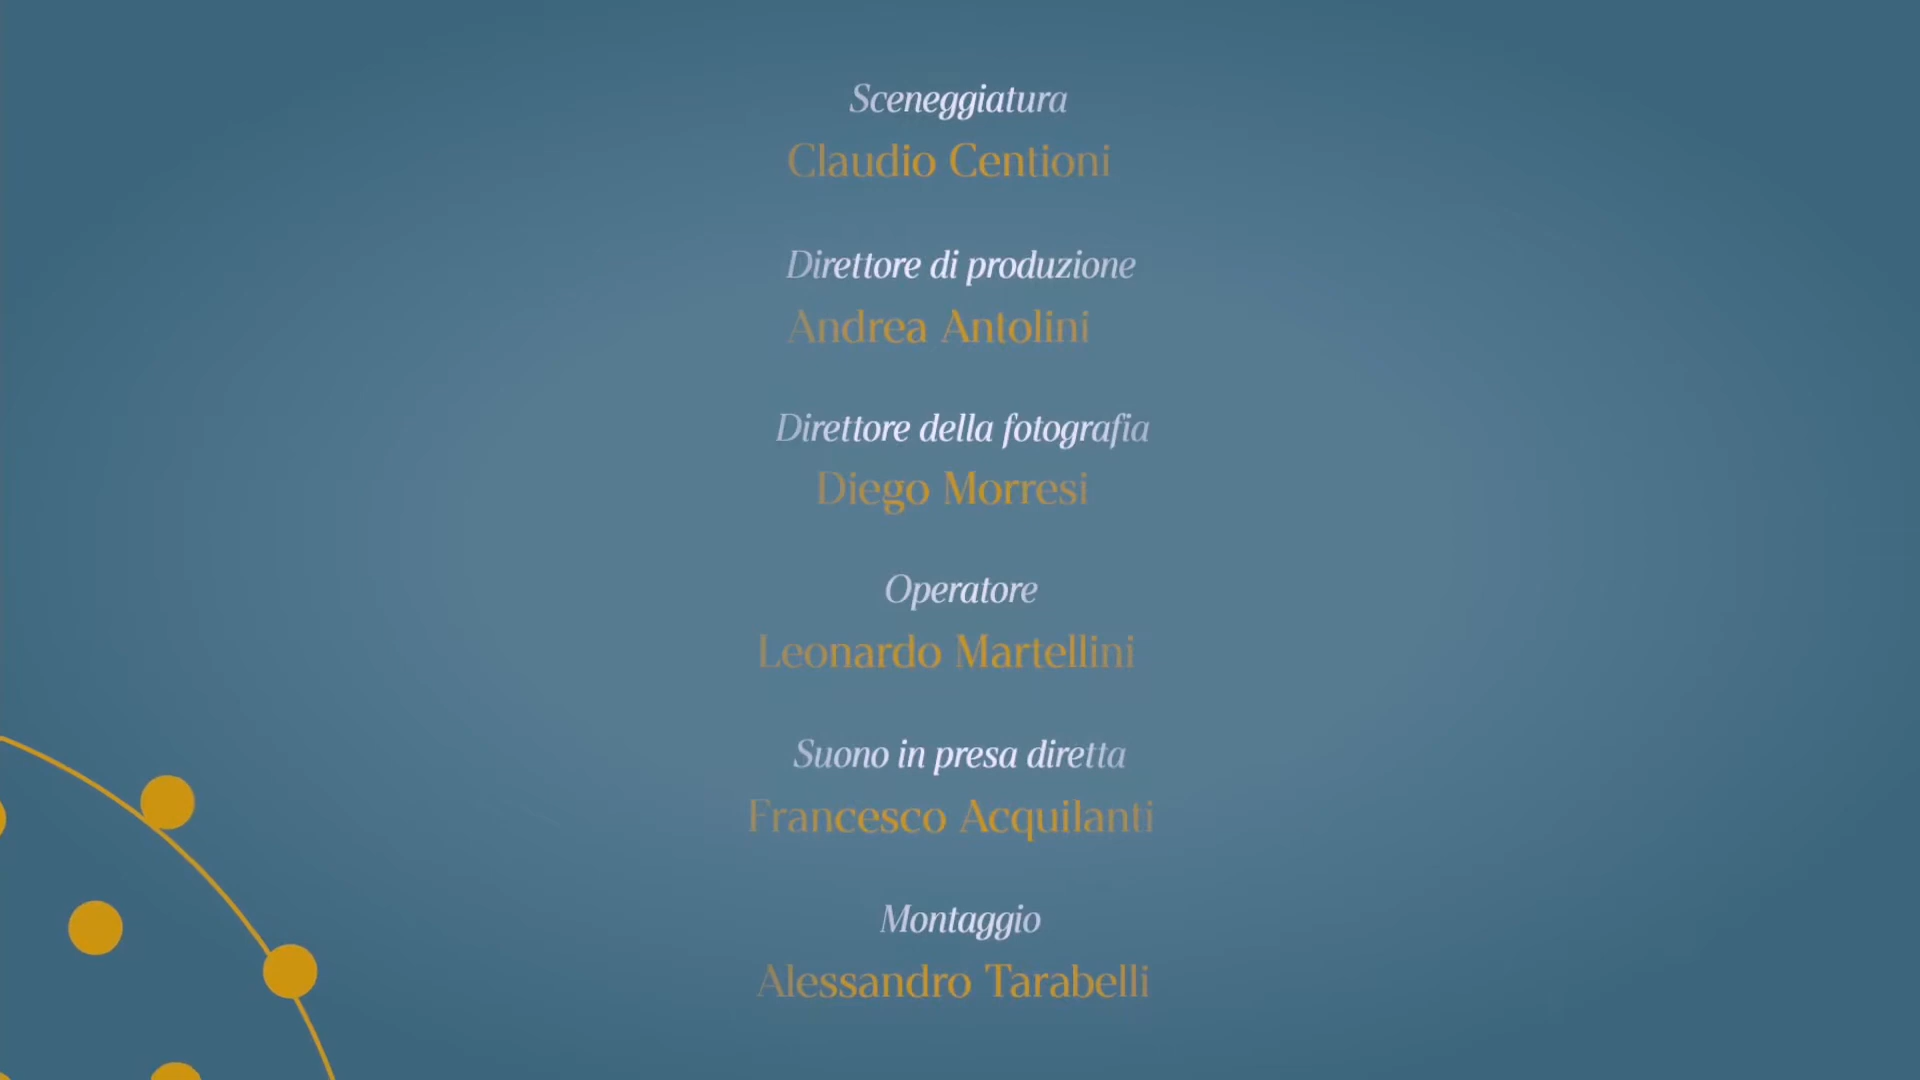 Sceneggiatura
Claudio Centioni
Direttore di produzione
Andrea Antolini
Direttore della fotografia
Diego Morresi
Operatore
Leonardo Martellini
Suono in presa diretta
Francesco Acquilanti
Montaggio
Alessandro Tarabelli